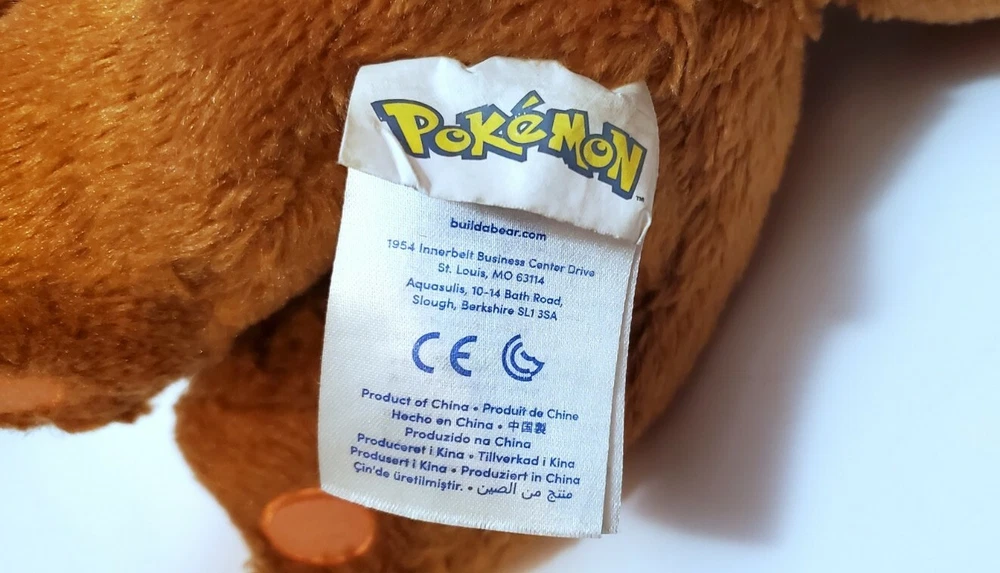 POKéMON
™
buildabear.com
1954 Innerbelt Business Center Drive
St. Louis, MO 63114
Aquasulis, 10-14 Bath Road,
Slough, Berkshire SL1 3SA
CE
Product of China • Produit de Chine
Hecho en China • 中国製
Produzido na China
Produceret i Kina • Tillverkad i Kina
Produsert i Kina • Produziert in China
Çin'de üretilmiştir. • منتج من الصين